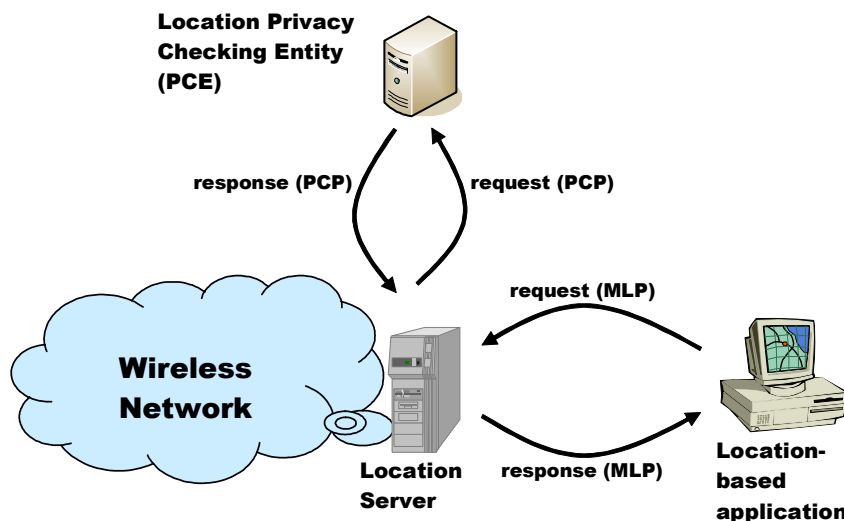 Location Privacy
Checking Entity
(PCE)
response (PCP)
request (PCP)
request (MLP)
Wireless
Network
Location
Server
response (MLP)
Location-
based
application